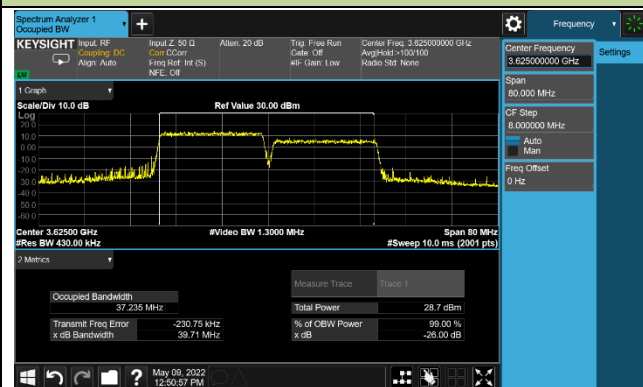 Spectrum Analyzer 1
Occupied BW
Frequency
KEYSIGHT
Input: RF
Coupling: DC
Align: Auto
Input Z: 50 Ω
Corr CCorr
Freq Ref: Int (S)
NFE: Off
Atten: 20 dB
Trig: Free Run
Gate: Off
#IF Gain: Low
Center Freq: 3.625000000 GHz
Avg|Hold:>100/100
Radio Std: None
Center Frequency
3.625000000 GHz
Settings
Span
80.000 MHz
CF Step
8.000000 MHz
Auto
Man
Freq Offset
0 Hz
1 Graph
Scale/Div 10.0 dB
Ref Value 30.00 dBm
Log
20.0
10.0
0.00
-10.0
-20.0
-30.0
-40.0
-50.0
-60.0
Center 3.62500 GHz
#Video BW 1.3000 MHz
Span 80 MHz
#Res BW 430.00 kHz
#Sweep 10.0 ms (2001 pts)
2 Metrics
Measure Trace
Trace 1
Occupied Bandwidth
37.235 MHz
Total Power
28.7 dBm
Transmit Freq Error
-230.75 kHz
% of OBW Power
99.00 %
x dB Bandwidth
39.71 MHz
x dB
-26.00 dB
May 09, 2022
12:50:57 PM